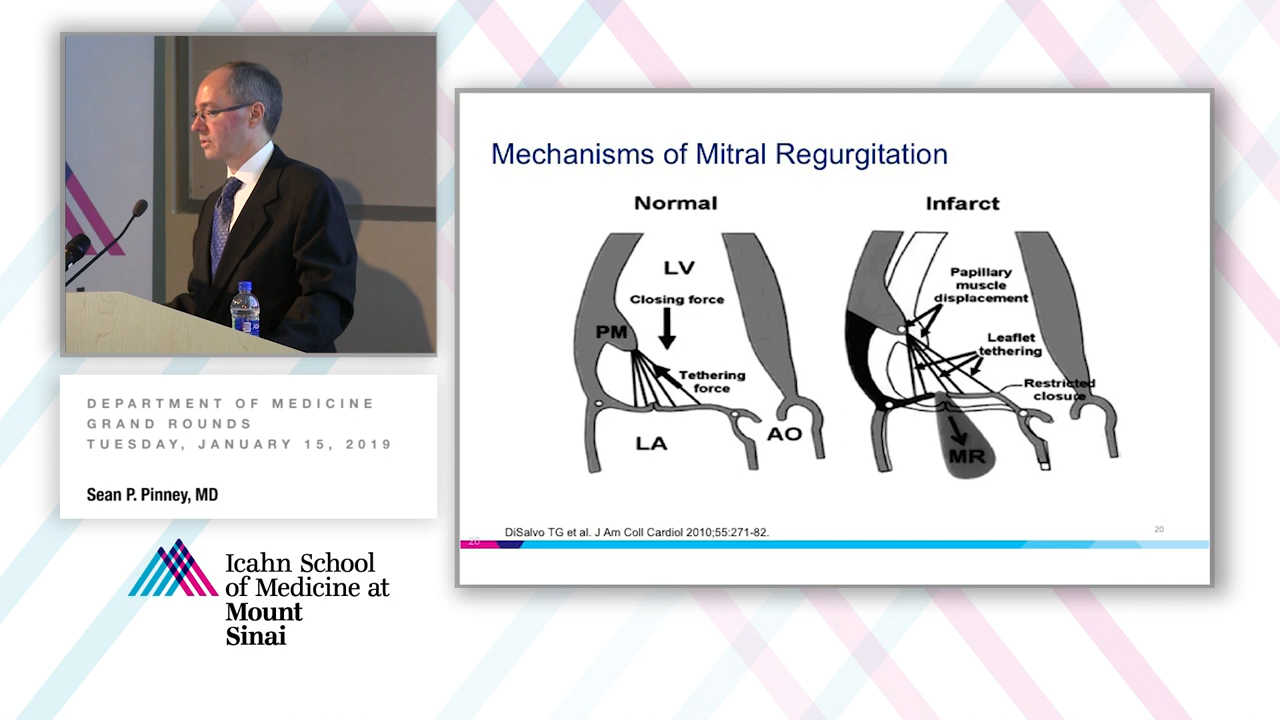 DEPARTMENT OF MEDICINE
GRAND ROUNDS
TUESDAY, JANUARY 15, 2019
Sean P. Pinney, MD
Icahn School
of Medicine at
Mount
Sinai
Mechanisms of Mitral Regurgitation
Normal
LV
Closing force
PM
Tethering
force
LA
AO
Infarct
Papillary
muscle
displacement
Leaflet
tethering
Restricted
closure
MR
DiSalvo TG et al. J Am Coll Cardiol 2010;55:271-82.
20
20